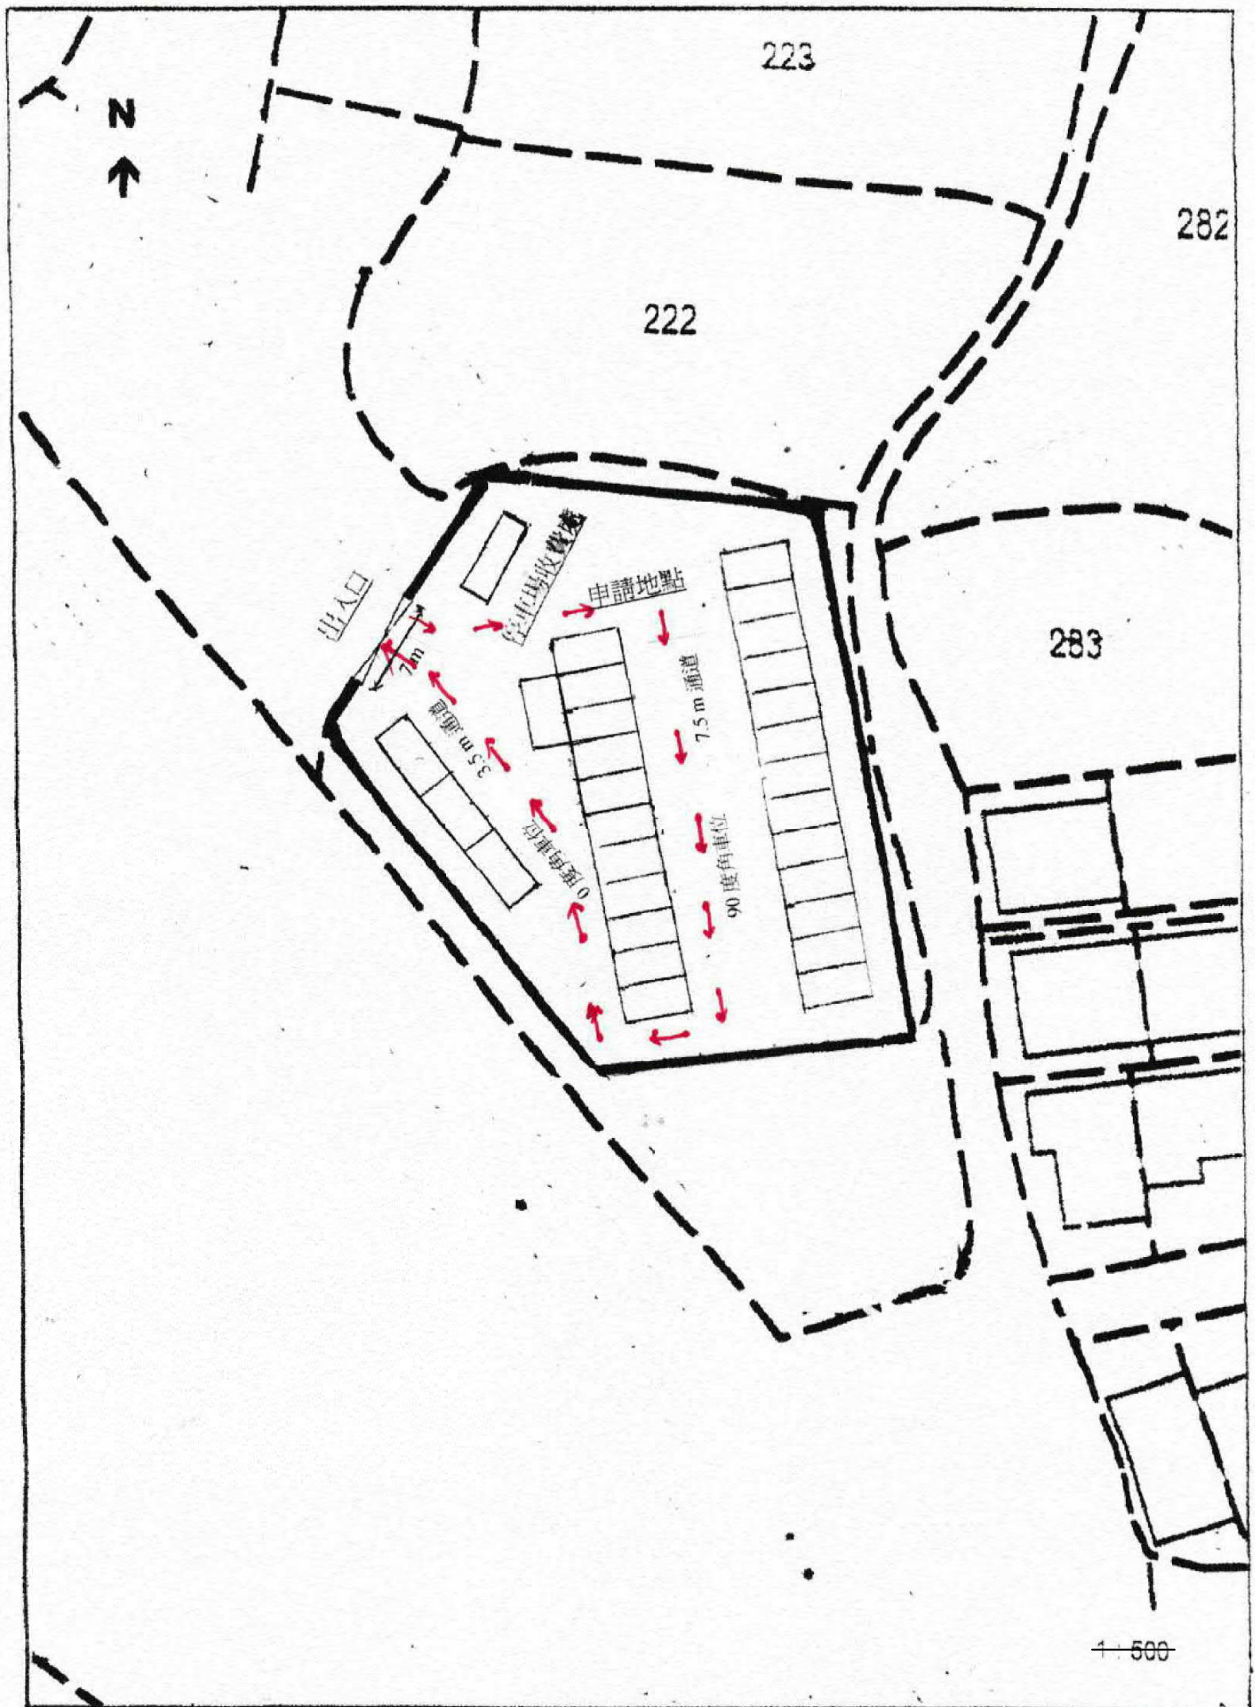 223
N
282
222
停車場收費處
申請地點
出入口
283
7 m
7.5 m 通道
3.5 m 通道
0 度角車位
90 度角車位
1 : 500